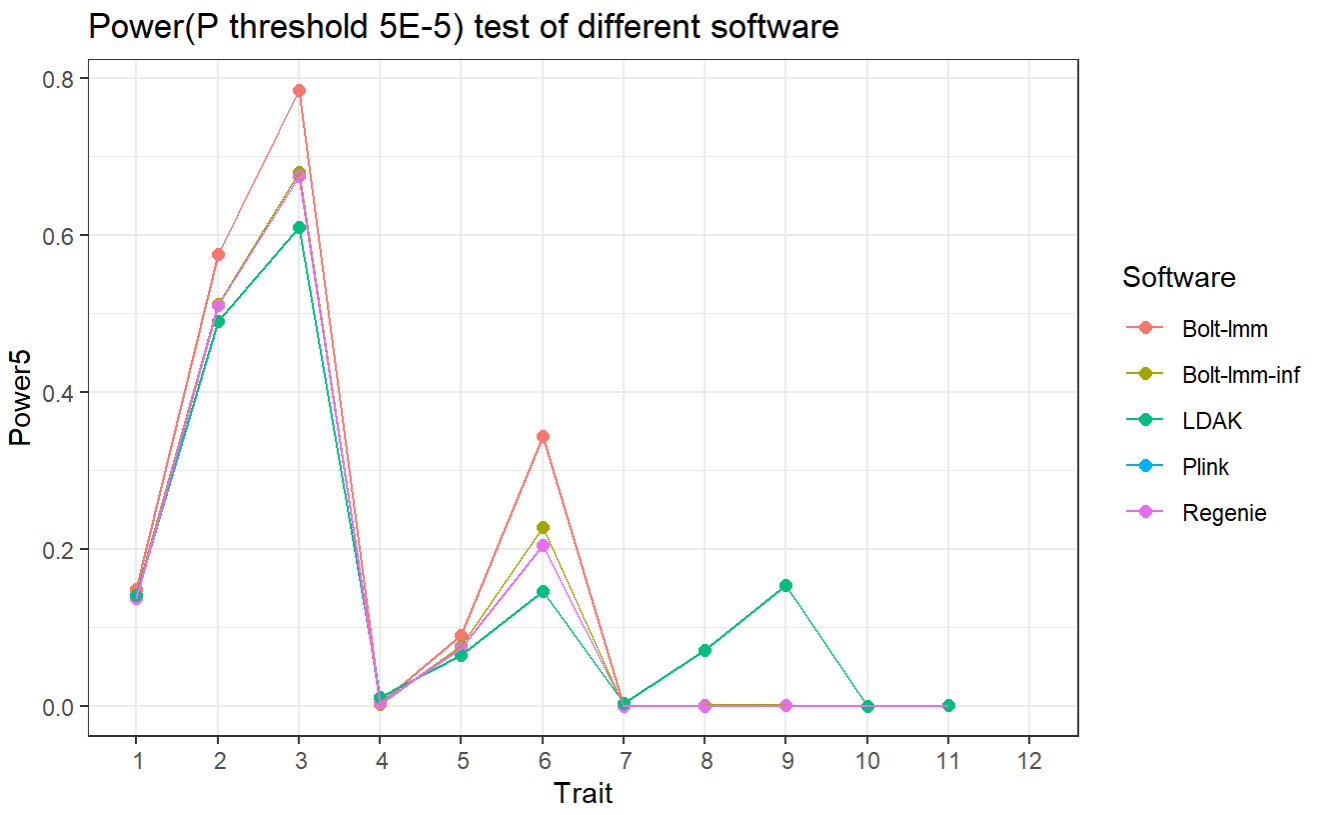 Power(P threshold 5E-5) test of different software
0.8
0.6
0.4
0.2
0.0
Power5
1 2 3 4 5 6 7 8 9 10 11 12
Trait
Software
Bolt-lmm
Bolt-lmm-inf
LDAK
Plink
Regenie